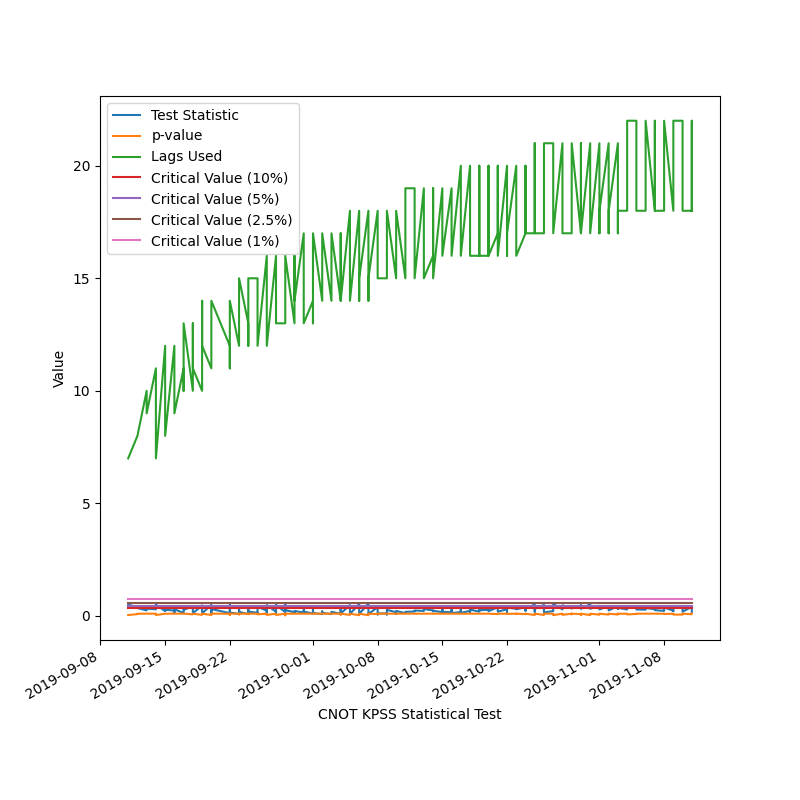 Test Statistic
p-value
Lags Used
Critical Value (10%)
Critical Value (5%)
Critical Value (2.5%)
Critical Value (1%)
20
15
10
5
0
Value
2019-09-08
2019-09-15
2019-09-22
2019-10-01
2019-10-08
2019-10-15
2019-10-22
2019-11-01
2019-11-08
CNOT KPSS Statistical Test